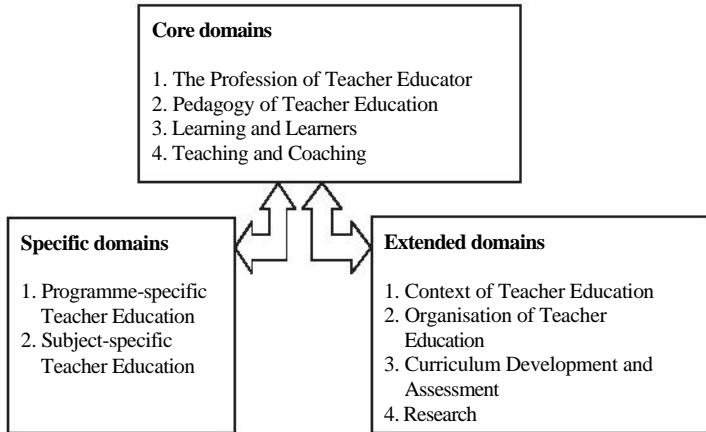 Core domains
1. The Profession of Teacher Educator
2. Pedagogy of Teacher Education
3. Learning and Learners
4. Teaching and Coaching
Specific domains
1. Programme-specific
Teacher Education
2. Subject-specific
Teacher Education
Extended domains
1. Context of Teacher Education
2. Organisation of Teacher
Education
3. Curriculum Development and
Assessment
4. Research